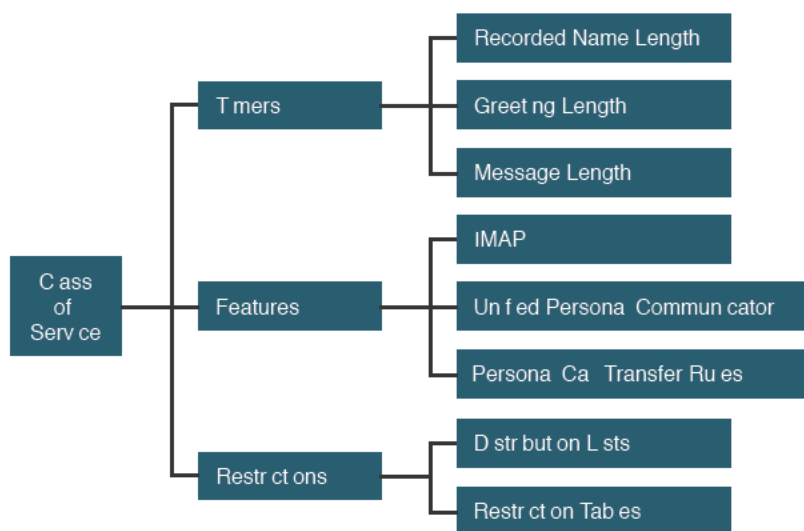 Recorded Name Length
T mers
Greet ng Length
Message Length
IMAP
C ass
of
Serv ce
Features
Un f ed Persona  Commun cator
Persona  Ca   Transfer Ru es
D str but on L sts
Restr ct ons
Restr ct on Tab es